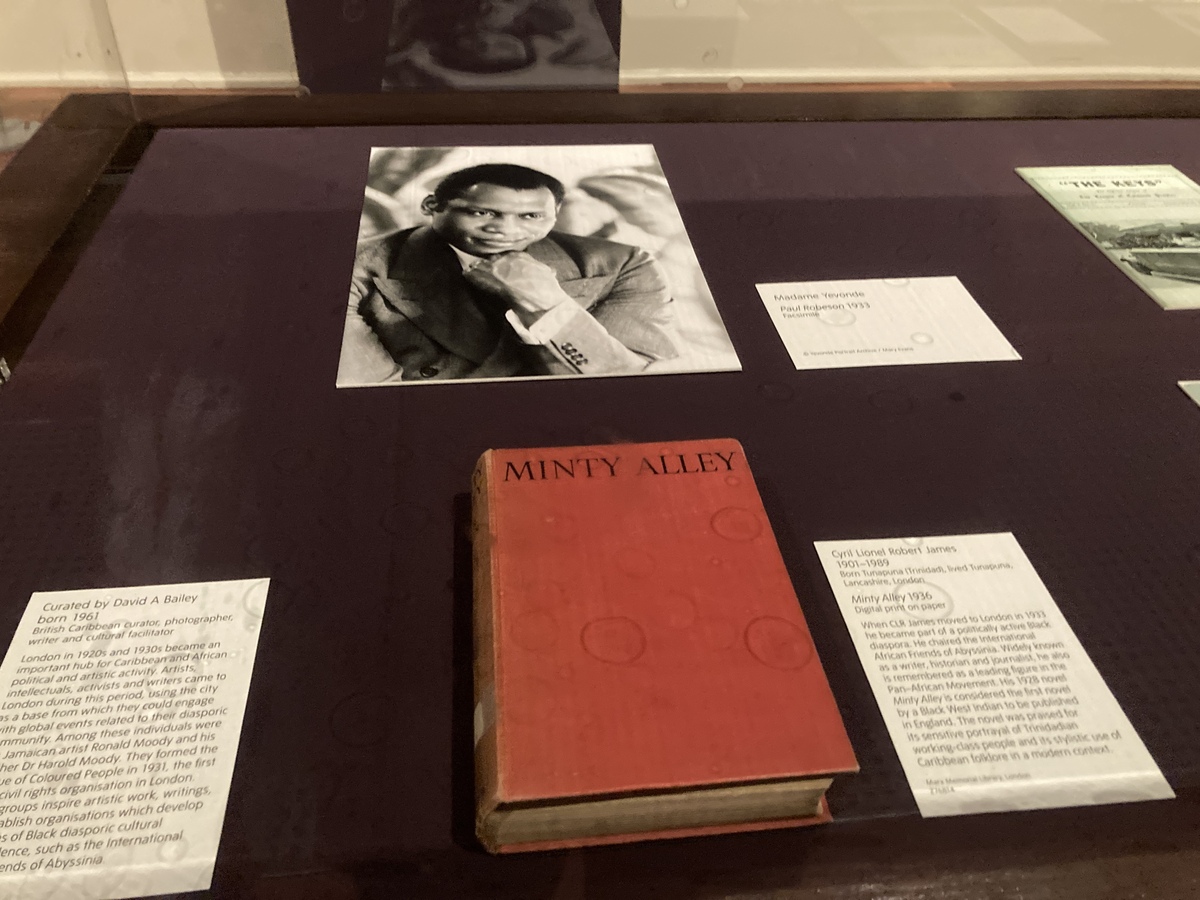 "THE KEYS"
Madame Yevonde
Paul Robeson 1933
Facsimile
© Yevonde Portrait Archive / Mary Evans
MINTY ALLEY
Curated by David A Bailey
born 1961
British Caribbean curator, photographer,
writer and cultural facilitator
London in 1920s and 1930s became an
important hub for Caribbean and African
political and artistic activity. Artists,
intellectuals, activists and writers came to
London during this period, using the city
as a base from which they could engage
with global events related to their diasporic
mmunity. Among these individuals were
Jamaican artist Ronald Moody and his
her Dr Harold Moody. They formed the
ue of Coloured People in 1931, the first
civil rights organisation in London.
groups inspire artistic work, writings,
ablish organisations which develop
s of Black diasporic cultural
ence, such as the International
ends of Abyssinia
Cyril Lionel Robert James
1901–1989
Born Tunapuna (Trinidad), lived Tunapuna,
Lancashire, London
Minty Alley 1936
Digital print on paper
When CLR James moved to London in 1933
he became part of a politically active Black
diaspora. He chaired the International
African Friends of Abyssinia. Widely known
as a writer, historian and journalist, he also
is remembered as a leading figure in the
Pan-African Movement. His 1928 novel
Minty Alley is considered the first novel
by a Black West Indian to be published
in England. The novel was praised for
its sensitive portrayal of Trinidadian
working-class people and its stylistic use of
Caribbean folklore in a modern context.
Marx Memorial Library, London